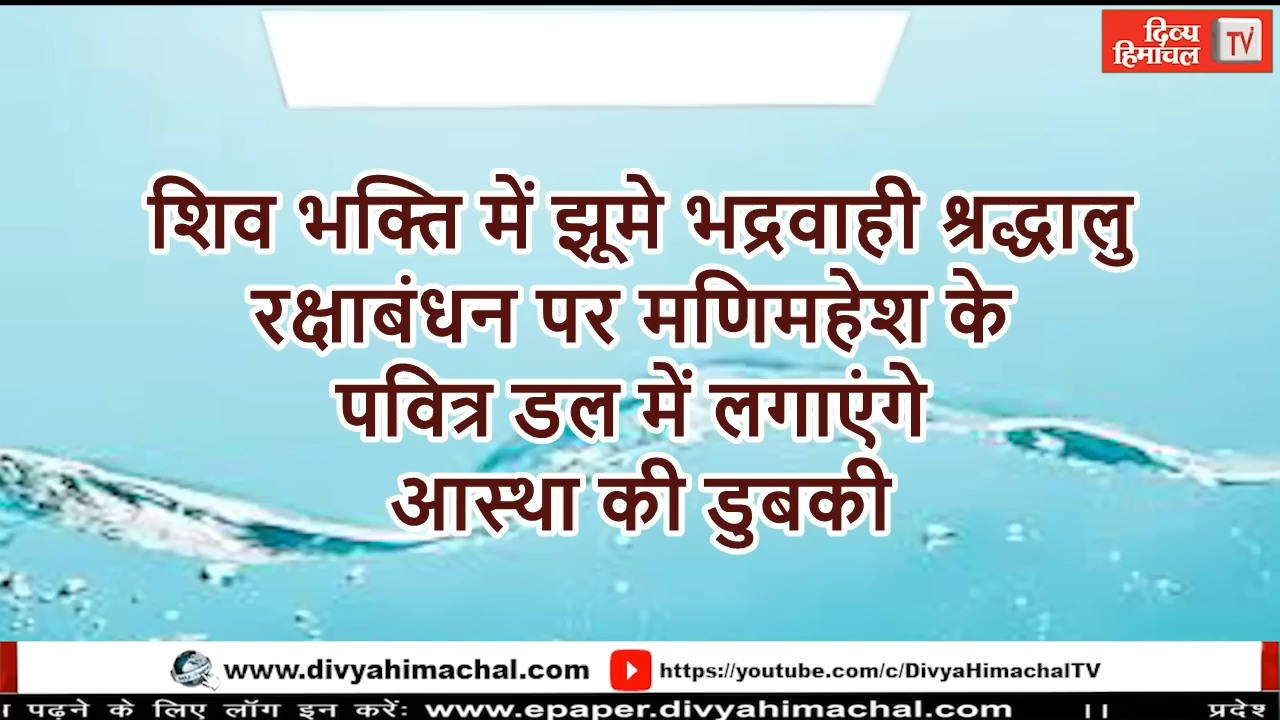 दिव्य
हिमाचल TV
शिव भक्ति में झूमे भद्रवाही श्रद्धालु
रक्षाबंधन पर मणिमहेश के
पवित्र डल में लगाएंगे
आस्था की डुबकी
www.divyahimachal.com https://youtube.com/c/DivyaHimachalTV
पढ़ने के लिए लॉग इन करें: www.epaper.divyahimachal.com ।। प्रदेश